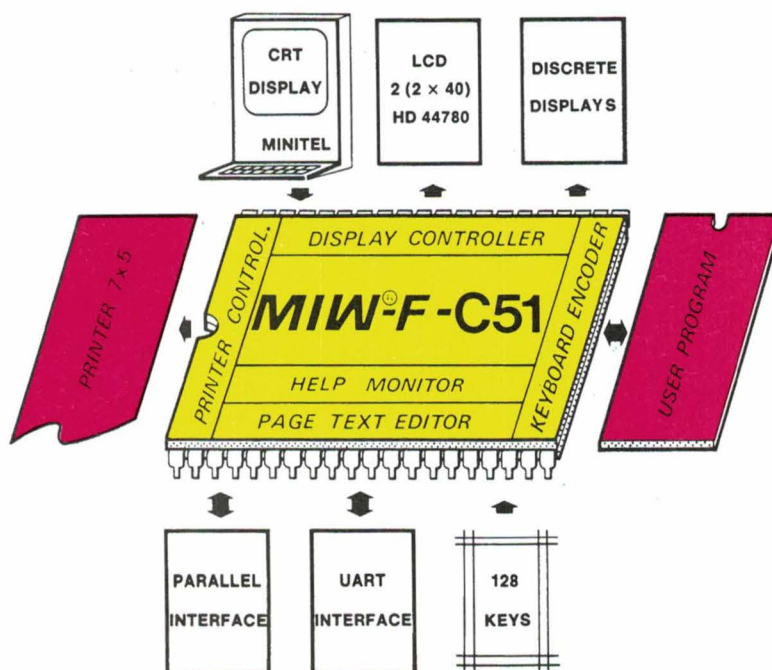 CRT
DISPLAY
MINITEL
LCD
2 (2 × 40)
HD 44780
DISCRETE
DISPLAYS
PRINTER 7×5
PRINTER CONTROL.
DISPLAY CONTROLLER
MIW-F-C51
HELP MONITOR
PAGE TEXT EDITOR
KEYBOARD ENCODER
USER PROGRAM
PARALLEL
INTERFACE
UART
INTERFACE
128
KEYS